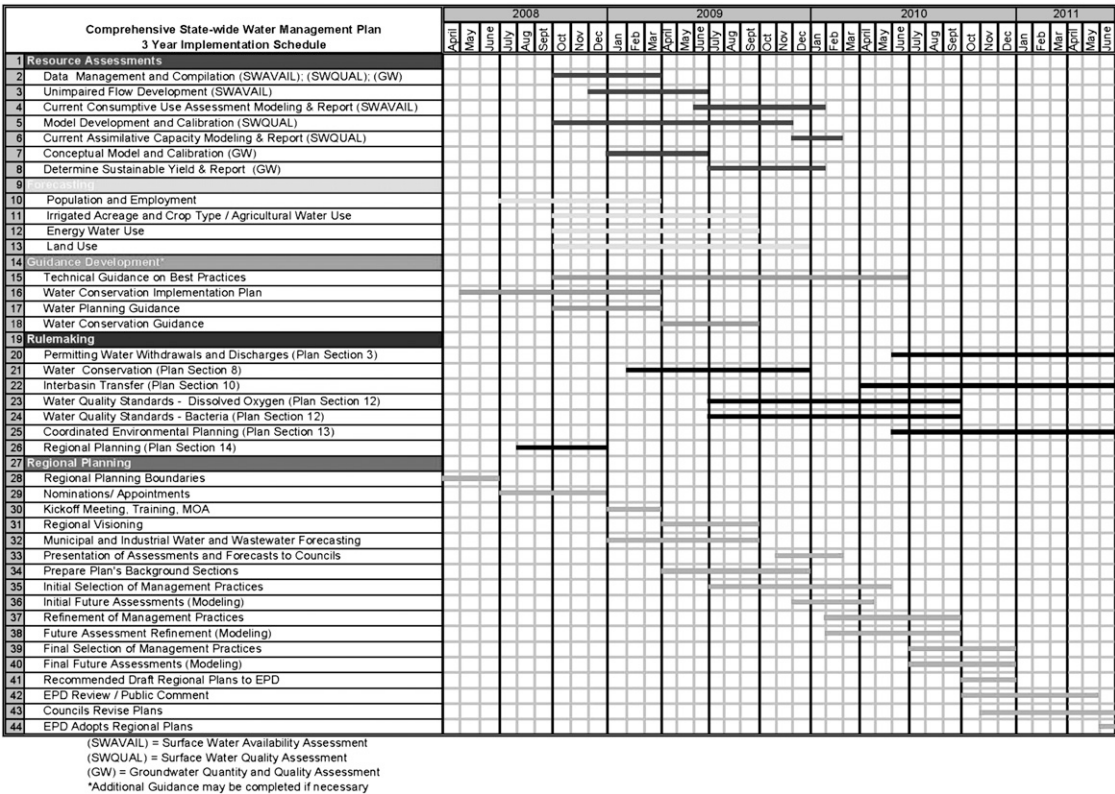 Comprehensive State-wide Water Management Plan
3 Year Implementation Schedule
2008 2009 2010 2011
April May June July Aug Sept Oct Nov Dec Jan Feb Mar April May June July Aug Sept Oct Nov Dec Jan Feb Mar April May June July Aug Sept Oct Nov Dec Jan Feb Mar April May June
1 Resource Assessments
2 Data Management and Compilation (SWAVAIL); (SWQUAL); (GW)
3 Unimpaired Flow Development (SWAVAIL)
4 Current Consumptive Use Assessment Modeling & Report (SWAVAIL)
5 Model Development and Calibration (SWQUAL)
6 Current Assimilative Capacity Modeling & Report (SWQUAL)
7 Conceptual Model and Calibration (GW)
8 Determine Sustainable Yield & Report (GW)
9 Forecasting
10 Population and Employment
11 Irrigated Acreage and Crop Type / Agricultural Water Use
12 Energy Water Use
13 Land Use
14 Guidance Development*
15 Technical Guidance on Best Practices
16 Water Conservation Implementation Plan
17 Water Planning Guidance
18 Water Conservation Guidance
19 Rulemaking
20 Permitting Water Withdrawals and Discharges (Plan Section 3)
21 Water Conservation (Plan Section 8)
22 Interbasin Transfer (Plan Section 10)
23 Water Quality Standards - Dissolved Oxygen (Plan Section 12)
24 Water Quality Standards - Bacteria (Plan Section 12)
25 Coordinated Environmental Planning (Plan Section 13)
26 Regional Planning (Plan Section 14)
27 Regional Planning
28 Regional Planning Boundaries
29 Nominations/ Appointments
30 Kickoff Meeting, Training, MOA
31 Regional Visioning
32 Municipal and Industrial Water and Wastewater Forecasting
33 Presentation of Assessments and Forecasts to Councils
34 Prepare Plan's Background Sections
35 Initial Selection of Management Practices
36 Initial Future Assessments (Modeling)
37 Refinement of Management Practices
38 Future Assessment Refinement (Modeling)
39 Final Selection of Management Practices
40 Final Future Assessments (Modeling)
41 Recommended Draft Regional Plans to EPD
42 EPD Review / Public Comment
43 Councils Revise Plans
44 EPD Adopts Regional Plans
(SWAVAIL) = Surface Water Availability Assessment
(SWQUAL) = Surface Water Quality Assessment
(GW) = Groundwater Quantity and Quality Assessment
*Additional Guidance may be completed if necessary